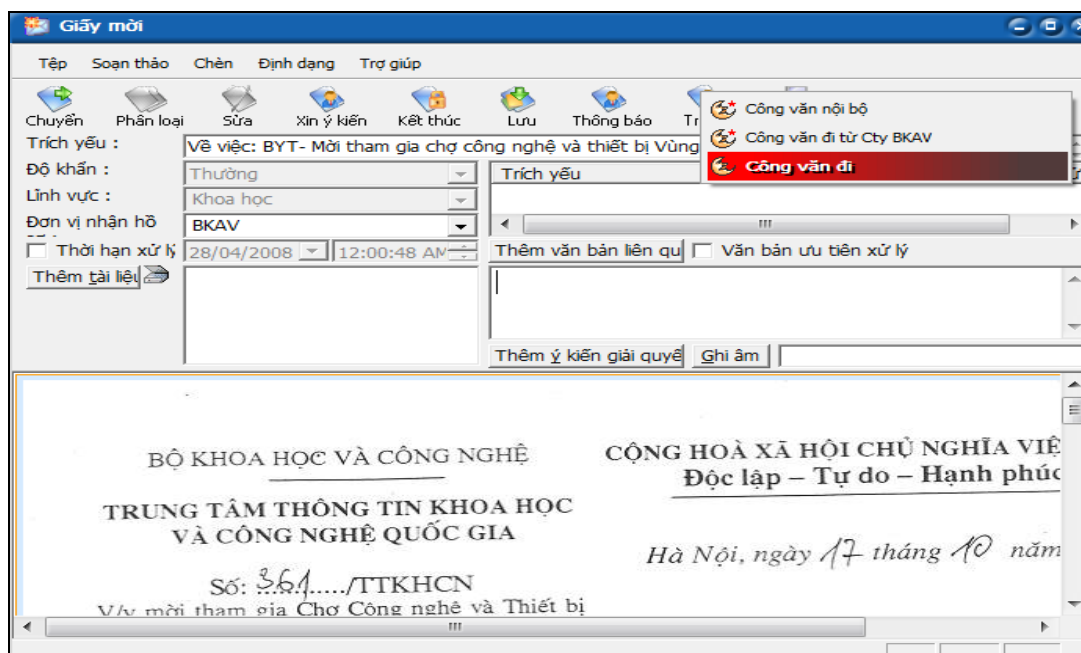 Giấy mời
Tệp Soạn thảo Chèn Định dạng Trợ giúp
Chuyển Phân loại Sửa Xin ý kiến Kết thúc Lưu Thông báo
Công văn nội bộ
Công văn đi từ Cty BKAV
Công văn đi
Trích yếu : Về việc: BYT- Mời tham gia chợ công nghệ và thiết bị Vùng
Độ khẩn : Thường Trích yếu
Lĩnh vực : Khoa học
Đơn vị nhận hồ BKAV
Thời hạn xử lý 28/04/2008 12:00:48 AM Thêm văn bản liên qu Văn bản ưu tiên xử lý
Thêm tài liệu
Thêm ý kiến giải quyế Ghi âm
BỘ KHOA HỌC VÀ CÔNG NGHỆ
CỘNG HOÀ XÃ HỘI CHỦ NGHĨA VIỆ
Độc lập – Tự do – Hạnh phúc
TRUNG TÂM THÔNG TIN KHOA HỌC
VÀ CÔNG NGHỆ QUỐC GIA
Hà Nội, ngày 17 tháng 10 năm
Số: 361...../TTKHCN
V/v mời tham gia Chợ Công nghệ và Thiết bị